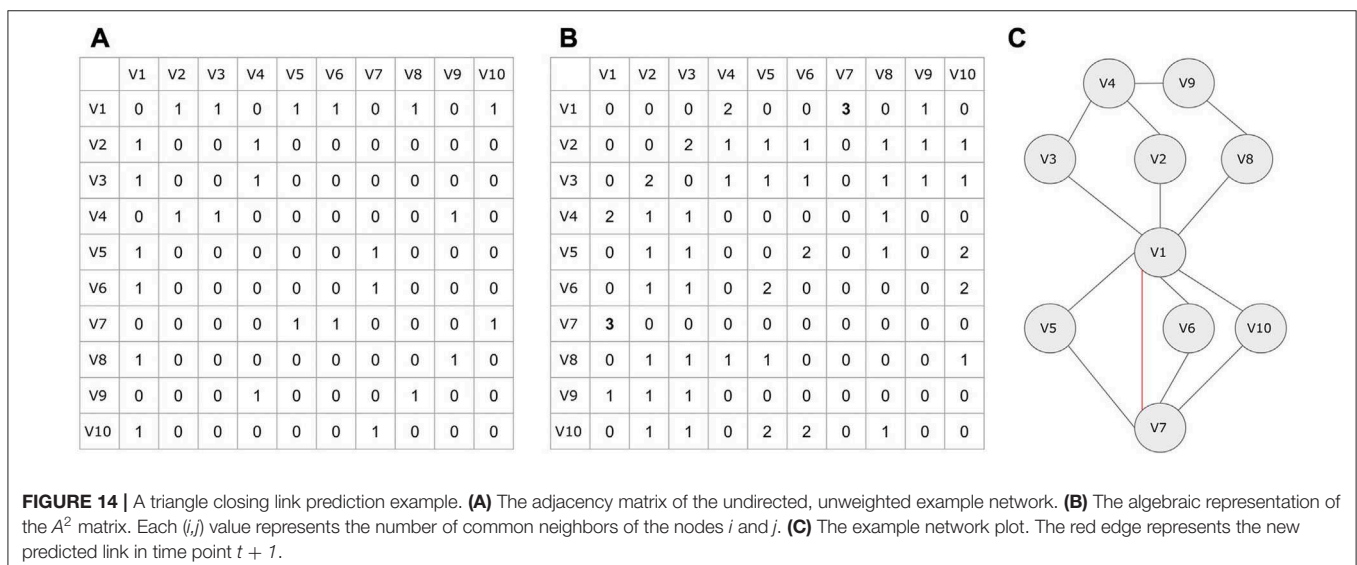 A
V1 V2 V3 V4 V5 V6 V7 V8 V9 V10
V1 0 1 1 0 1 1 0 1 0 1
V2 1 0 0 1 0 0 0 0 0 0
V3 1 0 0 1 0 0 0 0 0 0
V4 0 1 1 0 0 0 0 0 1 0
V5 1 0 0 0 0 0 1 0 0 0
V6 1 0 0 0 0 0 1 0 0 0
V7 0 0 0 0 1 1 0 0 0 1
V8 1 0 0 0 0 0 0 0 1 0
V9 0 0 0 1 0 0 0 1 0 0
V10 1 0 0 0 0 0 1 0 0 0
B
V1 V2 V3 V4 V5 V6 V7 V8 V9 V10
V1 0 0 0 2 0 0 3 0 1 0
V2 0 0 2 1 1 1 0 1 1 1
V3 0 2 0 1 1 1 0 1 1 1
V4 2 1 1 0 0 0 0 1 0 0
V5 0 1 1 0 0 2 0 1 0 2
V6 0 1 1 0 2 0 0 0 0 2
V7 3 0 0 0 0 0 0 0 0 0
V8 0 1 1 1 1 0 0 0 0 1
V9 1 1 1 0 0 0 0 0 0 0
V10 0 1 1 0 2 2 0 1 0 0
C
V4 V9
V3 V2 V8
V1
V5 V6 V10
V7
FIGURE 14 | A triangle closing link prediction example. (A) The adjacency matrix of the undirected, unweighted example network. (B) The algebraic representation of
the A² matrix. Each (i,j) value represents the number of common neighbors of the nodes i and j. (C) The example network plot. The red edge represents the new
predicted link in time point t + 1.